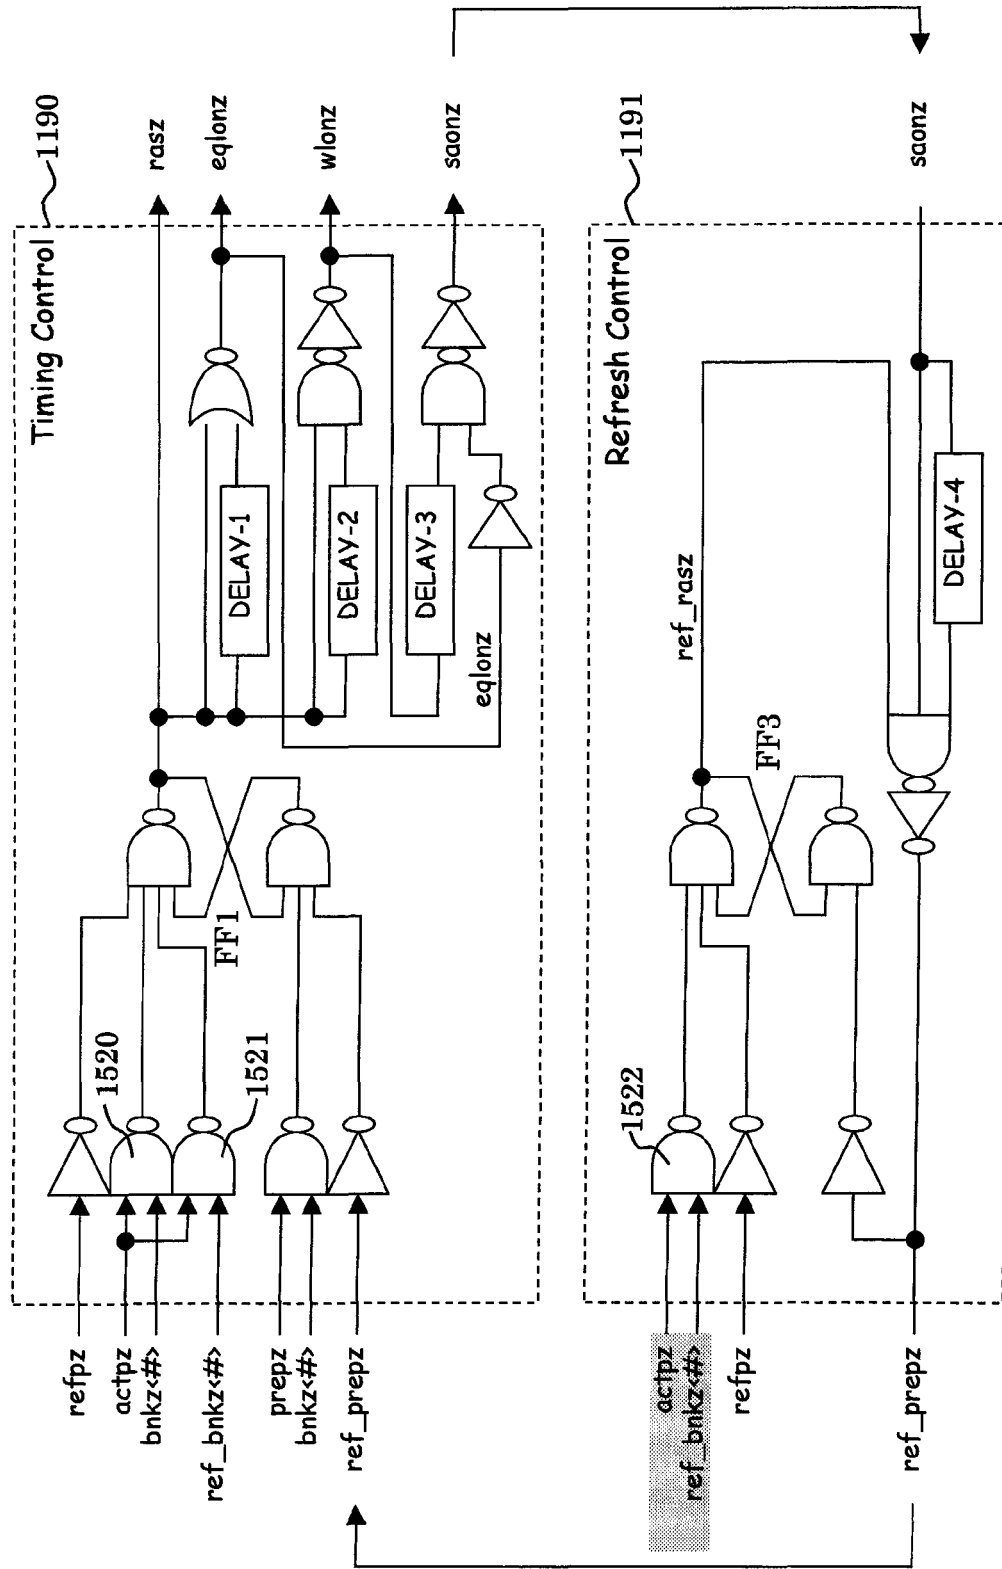 Timing Control
1190
refpz
actpz
bnkz<#>
ref_bnkz<#>
prepz
bnkz<#>
ref_prepz
1520
1521
FF1
DELAY-1
DELAY-2
DELAY-3
eqlonz
rasz
eqlonz
wlonz
saonz
Refresh Control
1191
actpz
ref_bnkz<#>
refpz
ref_prepz
1522
FF3
ref_rasz
DELAY-4
saonz